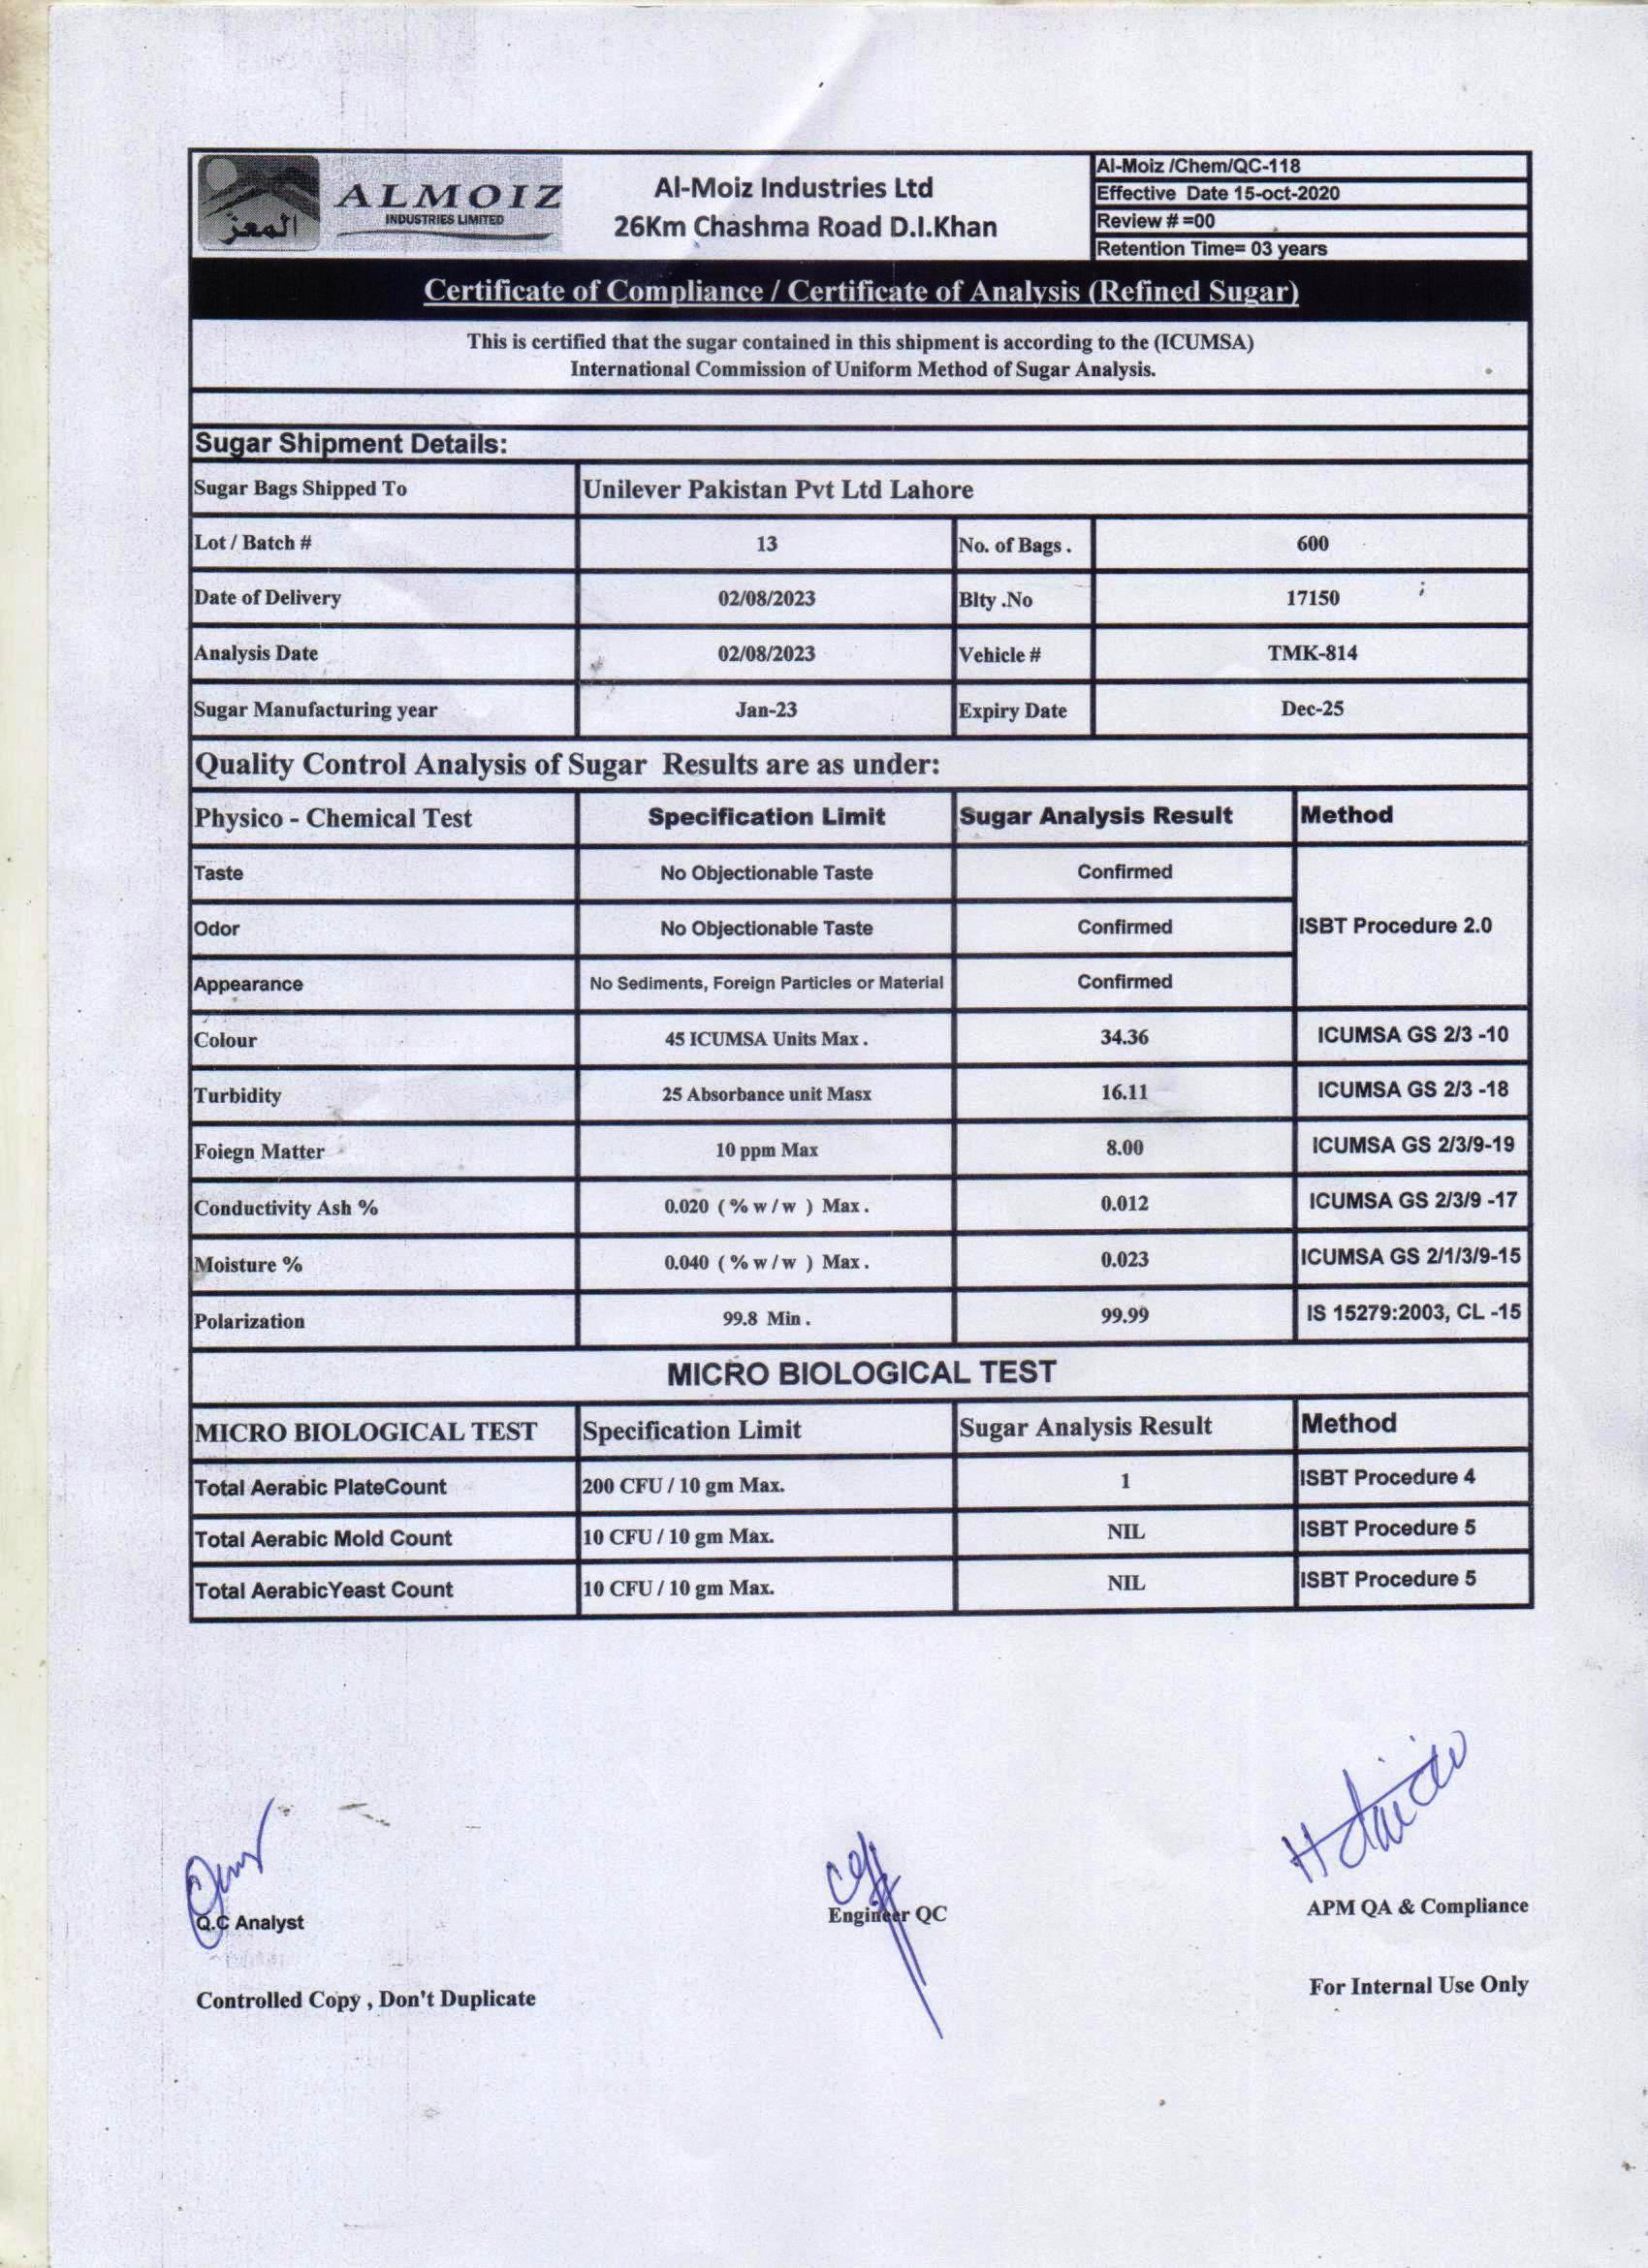 المعز
ALMOIZ
INDUSTRIES LIMITED
Al-Moiz Industries Ltd
26Km Chashma Road D.I.Khan
Al-Moiz /Chem/QC-118
Effective Date 15-oct-2020
Review # =00
Retention Time= 03 years
Certificate of Compliance / Certificate of Analysis (Refined Sugar)
This is certified that the sugar contained in this shipment is according to the (ICUMSA)
International Commission of Uniform Method of Sugar Analysis.
Sugar Shipment Details:
Sugar Bags Shipped To Unilever Pakistan Pvt Ltd Lahore
Lot / Batch # 13 No. of Bags . 600
Date of Delivery 02/08/2023 Blty .No 17150
Analysis Date 02/08/2023 Vehicle # TMK-814
Sugar Manufacturing year Jan-23 Expiry Date Dec-25
Quality Control Analysis of Sugar Results are as under:
Physico - Chemical Test Specification Limit Sugar Analysis Result Method
Taste No Objectionable Taste Confirmed
Odor No Objectionable Taste Confirmed ISBT Procedure 2.0
Appearance No Sediments, Foreign Particles or Material Confirmed
Colour 45 ICUMSA Units Max . 34.36 ICUMSA GS 2/3 -10
Turbidity 25 Absorbance unit Masx 16.11 ICUMSA GS 2/3 -18
Foiegn Matter 10 ppm Max 8.00 ICUMSA GS 2/3/9-19
Conductivity Ash % 0.020 ( % w / w ) Max . 0.012 ICUMSA GS 2/3/9 -17
Moisture % 0.040 ( % w / w ) Max . 0.023 ICUMSA GS 2/1/3/9-15
Polarization 99.8 Min . 99.99 IS 15279:2003, CL -15
MICRO BIOLOGICAL TEST
MICRO BIOLOGICAL TEST Specification Limit Sugar Analysis Result Method
Total Aerabic PlateCount 200 CFU / 10 gm Max. 1 ISBT Procedure 4
Total Aerabic Mold Count 10 CFU / 10 gm Max. NIL ISBT Procedure 5
Total AerabicYeast Count 10 CFU / 10 gm Max. NIL ISBT Procedure 5
Q.C Analyst Engineer QC APM QA & Compliance
Controlled Copy , Don't Duplicate For Internal Use Only